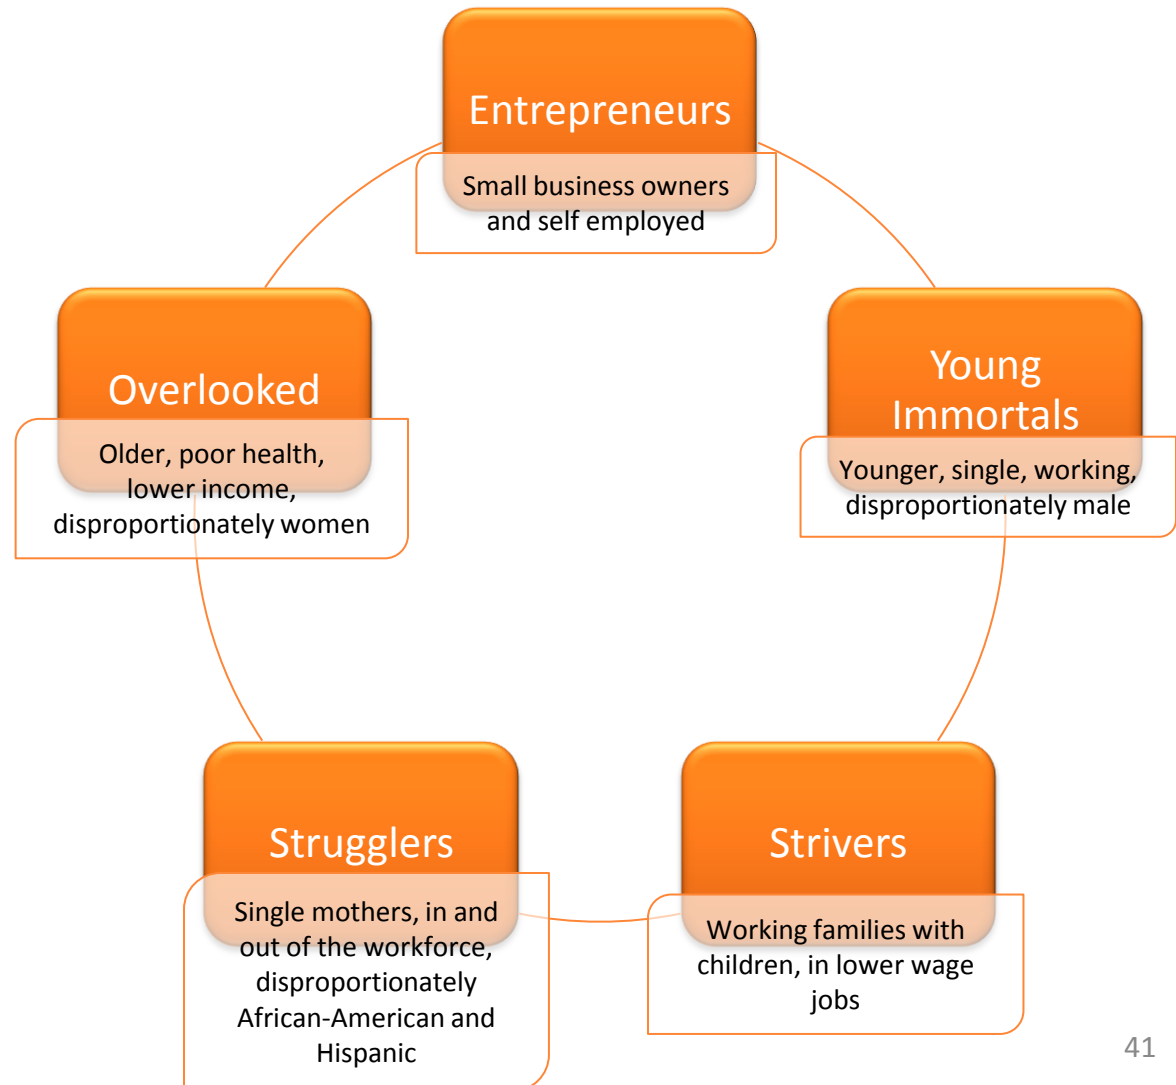 Entrepreneurs
Small business owners
and self employed
Young
Immortals
Younger, single, working,
disproportionately male
Strivers
Working families with
children, in lower wage
jobs
Strugglers
Single mothers, in and
out of the workforce,
disproportionately
African-American and
Hispanic
Overlooked
Older, poor health,
lower income,
disproportionately women
41